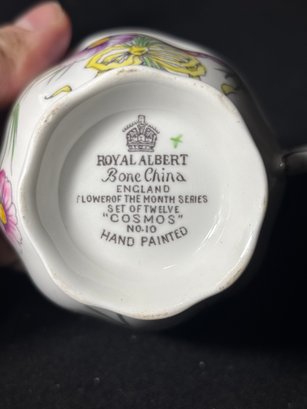 ROYAL ALBERT
Bone China
ENGLAND
FLOWER OF THE MONTH SERIES
SET OF TWELVE
"COSMOS"
NO. 10
HAND PAINTED